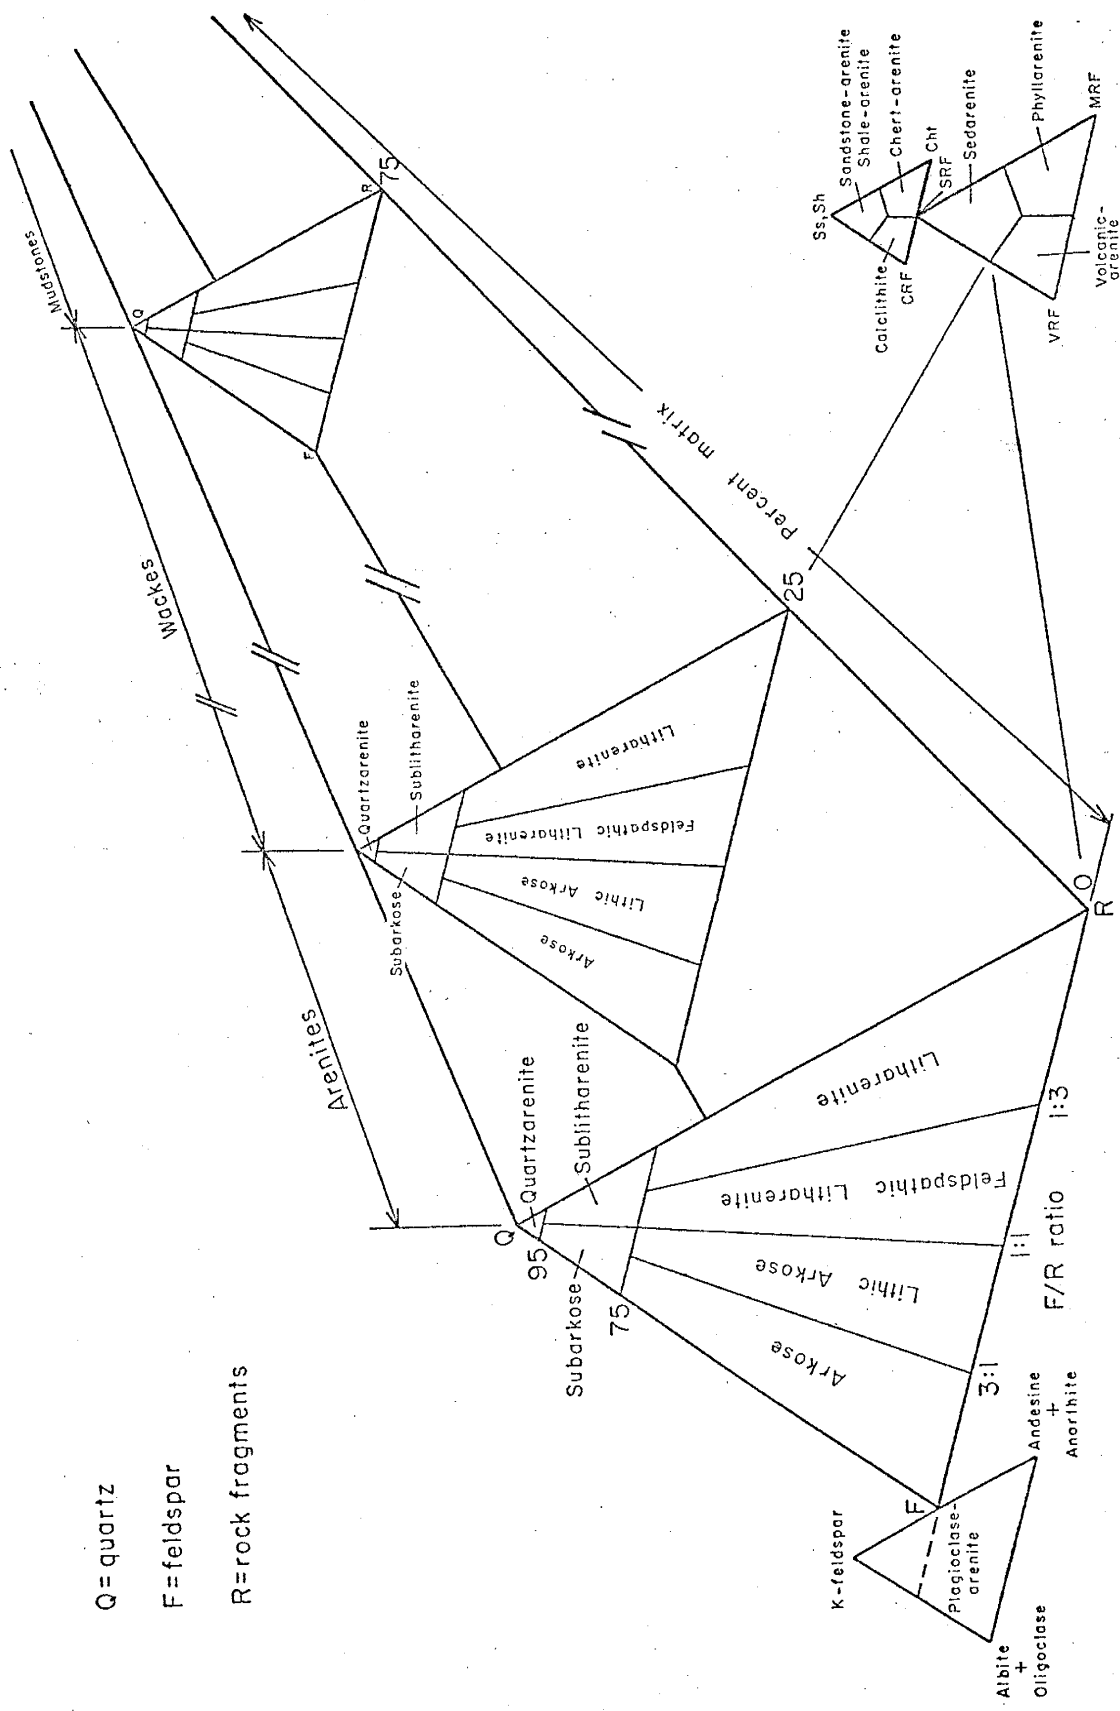 Q=quartz
F=feldspar
R=rock fragments
Arenites
Wackes
Mudstones
Q
F
R
75
Quartzarenite
Sublitharenite
Subarkose
Arkose
Lithic Arkose
Feldspathic Litharenite
Litharenite
25
Percent matrix
Q
95
75
Quartzarenite
Sublitharenite
Subarkose
Arkose
Lithic Arkose
Feldspathic Litharenite
Litharenite
F
R
0
3:1
1:1
1:3
F/R ratio
K-feldspar
Plagioclase-
arenite
Albite
+
Oligoclase
Andesine
+
Anorthite
Ss,Sh
Sandstone-arenite
Shale-arenite
Chert-arenite
Calclithite
CRF
Cht
SRF
Sedarenite
Phyllarenite
VRF
MRF
Volcanic-
arenite